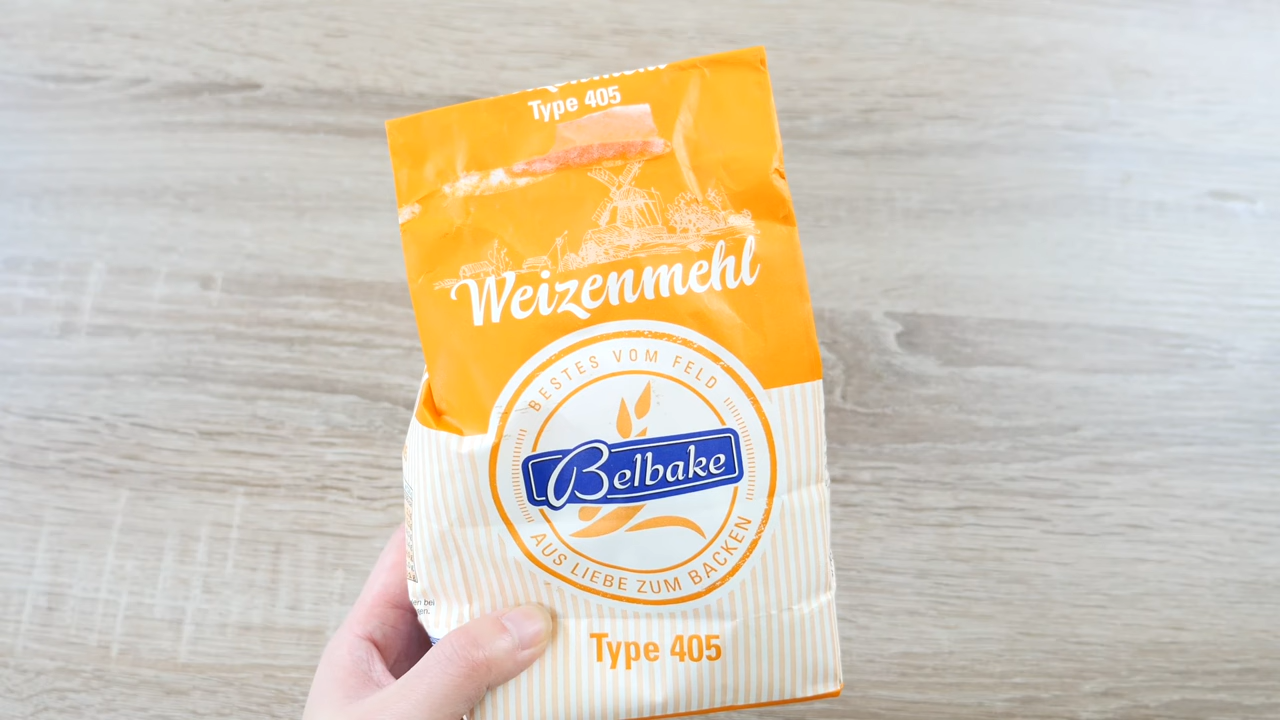 Type 405
Weizenmehl
BESTES VOM FELD
Belbake
AUS LIEBE ZUM BACKEN
Type 405